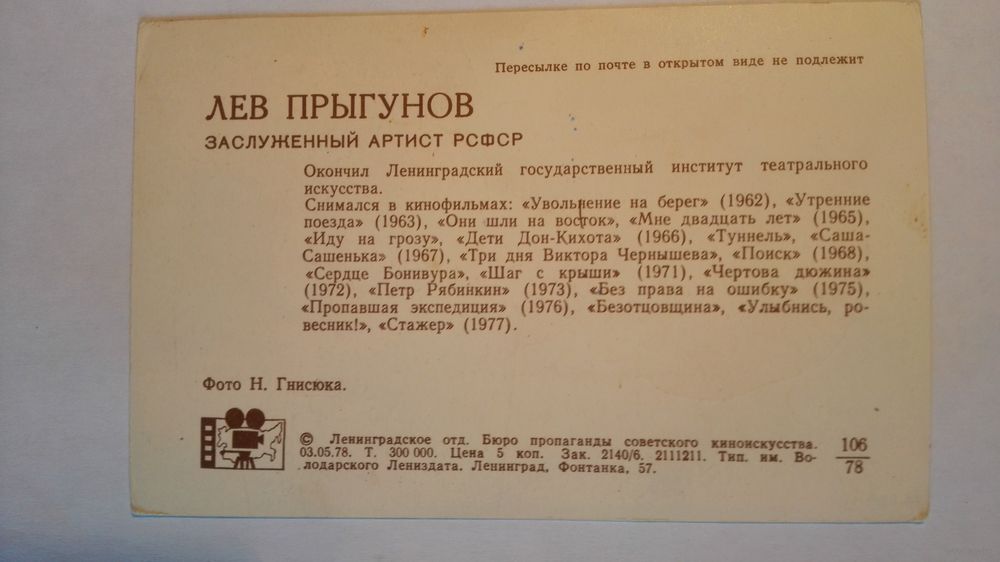 Пересылке по почте в открытом виде не подлежит
ЛЕВ ПРЫГУНОВ
ЗАСЛУЖЕННЫЙ АРТИСТ РСФСР
Окончил Ленинградский государственный институт театрального
искусства.
Снимался в кинофильмах: «Увольнение на берег» (1962), «Утренние
поезда» (1963), «Они шли на восток», «Мне двадцать лет» (1965),
«Иду на грозу», «Дети Дон-Кихота» (1966), «Туннель», «Саша-
Сашенька» (1967), «Три дня Виктора Чернышева», «Поиск» (1968),
«Сердце Бонивура», «Шаг с крыши» (1971), «Чертова дюжина»
(1972), «Петр Рябинкин» (1973), «Без права на ошибку» (1975),
«Пропавшая экспедиция» (1976), «Безотцовщина», «Улыбнись, ро-
весник!», «Стажер» (1977).
Фото Н. Гнисюка.
© Ленинградское отд. Бюро пропаганды советского киноискусства.
03.05.78. Т. 300 000. Цена 5 коп. Зак. 2140/6. 2111211. Тип. им. Во-
лодарского Лениздата. Ленинград, Фонтанка, 57.
106
78